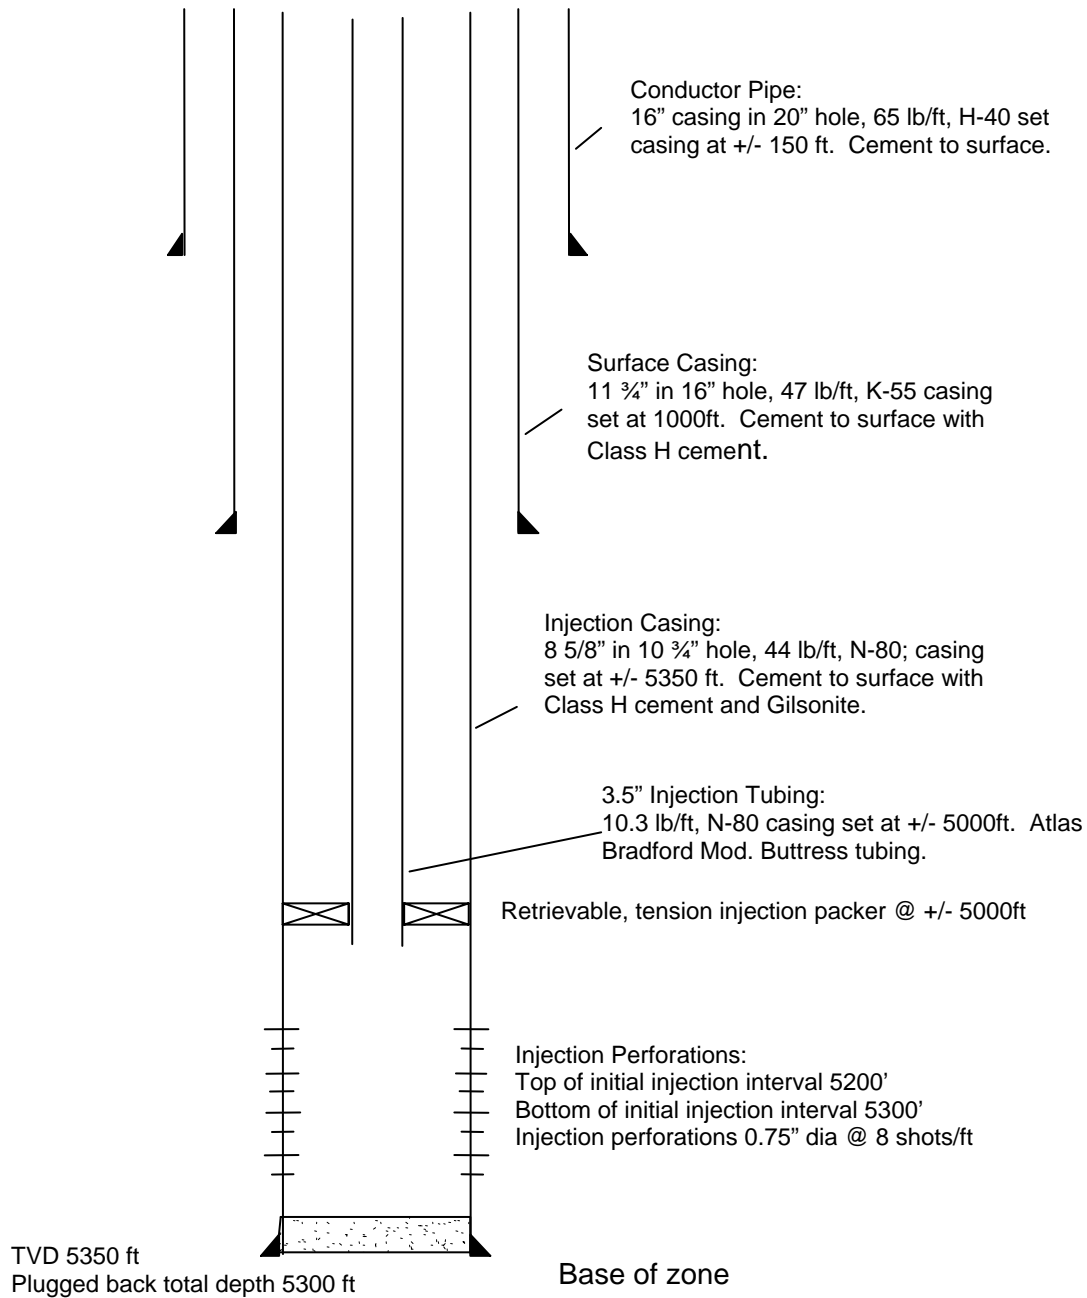 Conductor Pipe:
16” casing in 20” hole, 65 lb/ft, H-40 set
casing at +/- 150 ft.  Cement to surface.
Surface Casing:
11 ¾” in 16” hole, 47 lb/ft, K-55 casing
set at 1000ft.  Cement to surface with
Class H cement.
Injection Casing:
8 5/8” in 10 ¾” hole, 44 lb/ft, N-80; casing
set at +/- 5350 ft.  Cement to surface with
Class H cement and Gilsonite.
3.5” Injection Tubing:
10.3 lb/ft, N-80 casing set at +/- 5000ft.  Atlas
Bradford Mod. Buttress tubing.
Retrievable, tension injection packer @ +/- 5000ft
Injection Perforations:
Top of initial injection interval 5200’
Bottom of initial injection interval 5300’
Injection perforations 0.75” dia @ 8 shots/ft
TVD 5350 ft
Plugged back total depth 5300 ft
Base of zone